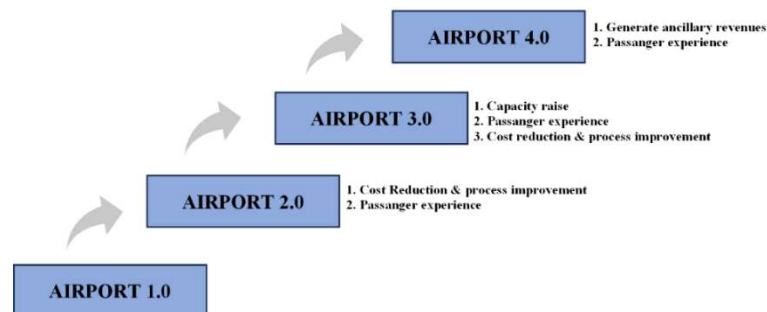 AIRPORT 4.0
1. Generate ancillary revenues
2. Passanger experience
AIRPORT 3.0
1. Capacity raise
2. Passanger experience
3. Cost reduction & process improvement
AIRPORT 2.0
1. Cost Reduction & process improvement
2. Passanger experience
AIRPORT 1.0